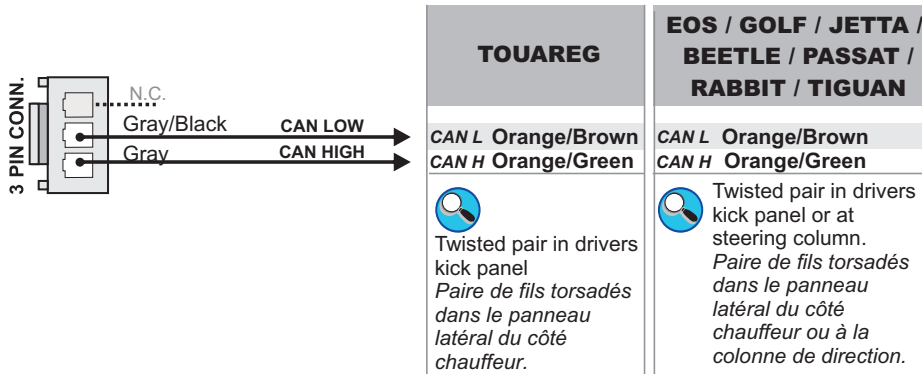 3 PIN CONN.
N.C.
Gray/Black CAN LOW
Gray CAN HIGH
TOUAREG
CAN L Orange/Brown
CAN H Orange/Green
Twisted pair in drivers
kick panel
Paire de fils torsadés
dans le panneau
latéral du côté
chauffeur.
EOS / GOLF / JETTA /
BEETLE / PASSAT /
RABBIT / TIGUAN
CAN L Orange/Brown
CAN H Orange/Green
Twisted pair in drivers
kick panel or at
steering column.
Paire de fils torsadés
dans le panneau
latéral du côté
chauffeur ou à la
colonne de direction.